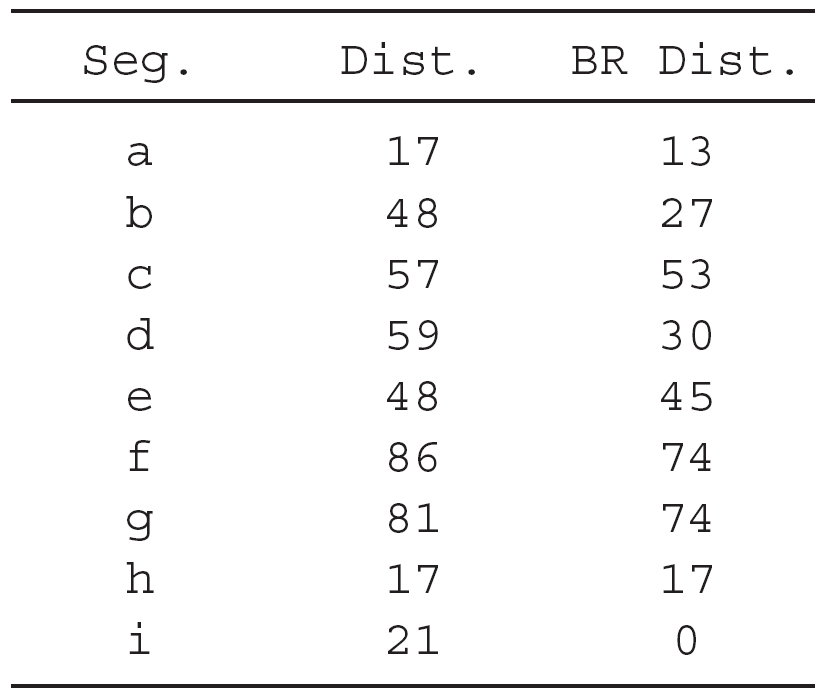 Seg. Dist. BR Dist.
a 17 13
b 48 27
c 57 53
d 59 30
e 48 45
f 86 74
g 81 74
h 17 17
i 21 0